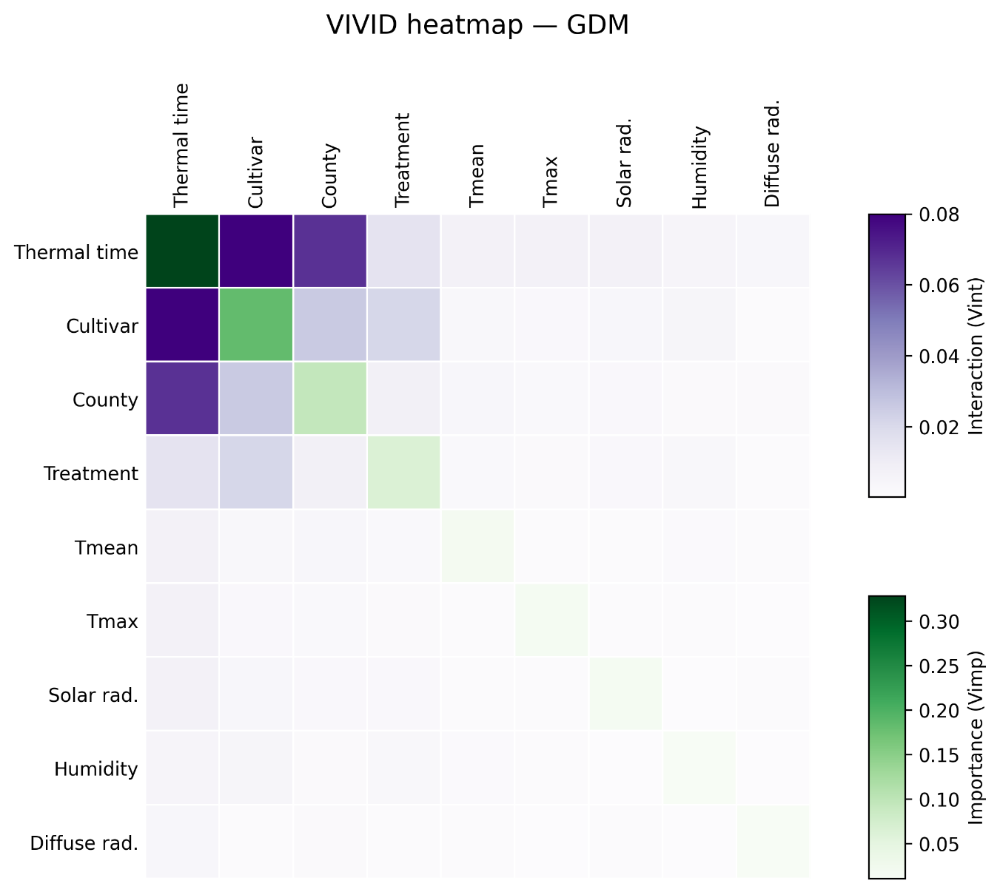 VIVID heatmap — GDM
Thermal time
Cultivar
County
Treatment
Tmean
Tmax
Solar rad.
Humidity
Diffuse rad.
Thermal time
Cultivar
County
Treatment
Tmean
Tmax
Solar rad.
Humidity
Diffuse rad.
0.08
0.06
0.04
0.02
Interaction (Vint)
0.30
0.25
0.20
0.15
0.10
0.05
Importance (Vimp)